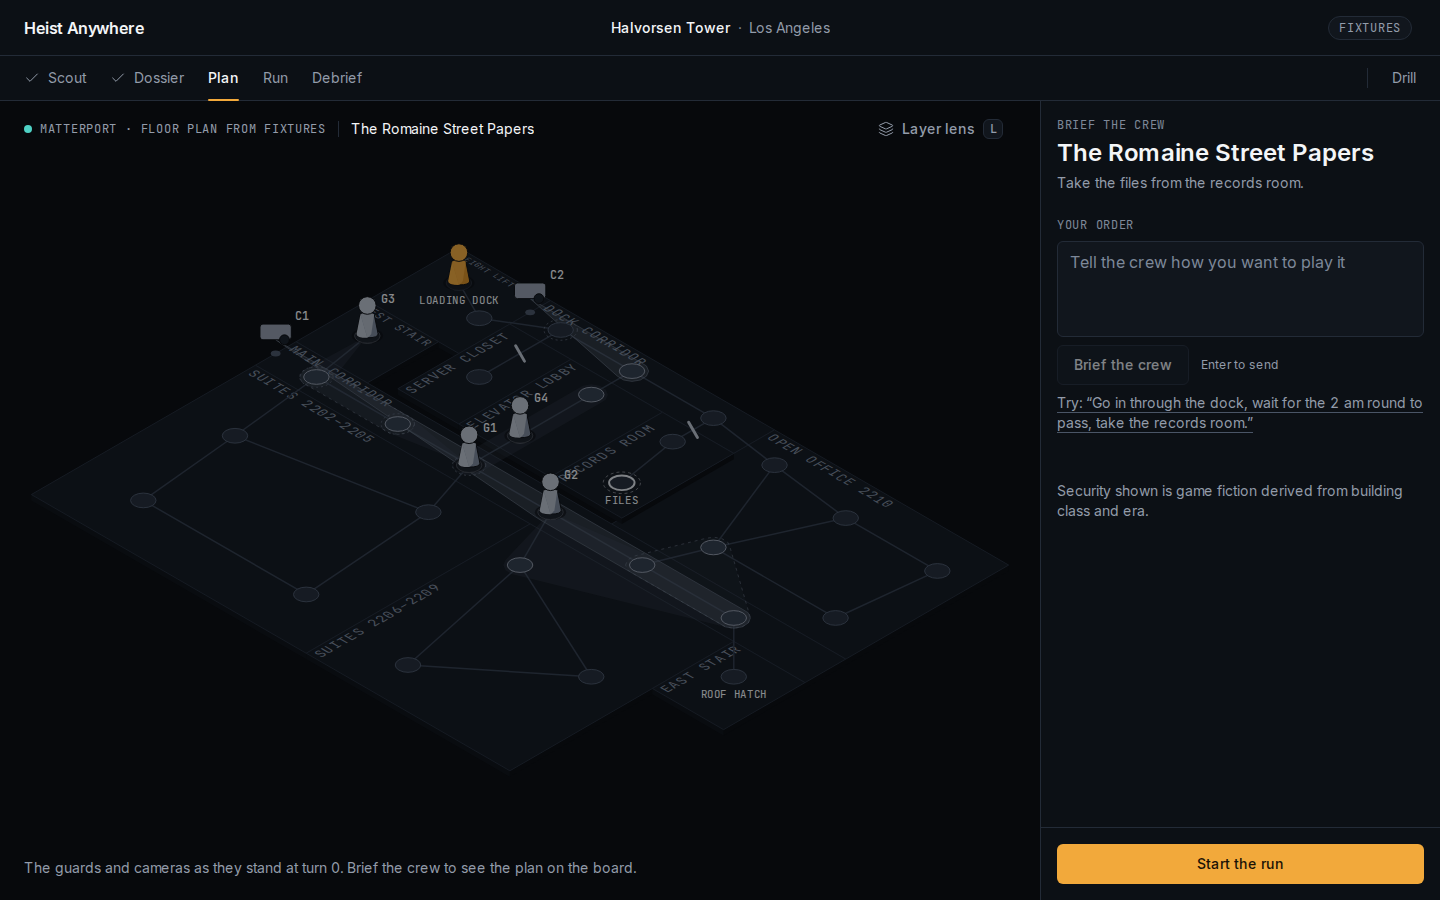 Heist Anywhere
Halvorsen Tower · Los Angeles
FIXTURES
Scout
Dossier
Plan
Run
Debrief
Drill
MATTERPORT · FLOOR PLAN FROM FIXTURES
The Romaine Street Papers
Layer lens
L
C2
G3
LOADING DOCK
C1
DOCK CORRIDOR
MAIN CORRIDOR
SERVER CLOSET
SUITES 2202–2205
ELEVATOR LOBBY
G4
G1
G2
OPEN OFFICE 2210
FILES
SUITES 2206–2209
EAST STAIR
ROOF HATCH
The guards and cameras as they stand at turn 0. Brief the crew to see the plan on the board.
BRIEF THE CREW
The Romaine Street Papers
Take the files from the records room.
YOUR ORDER
Tell the crew how you want to play it
Brief the crew
Enter to send
Try: “Go in through the dock, wait for the 2 am round to
pass, take the records room.”
Security shown is game fiction derived from building
class and era.
Start the run